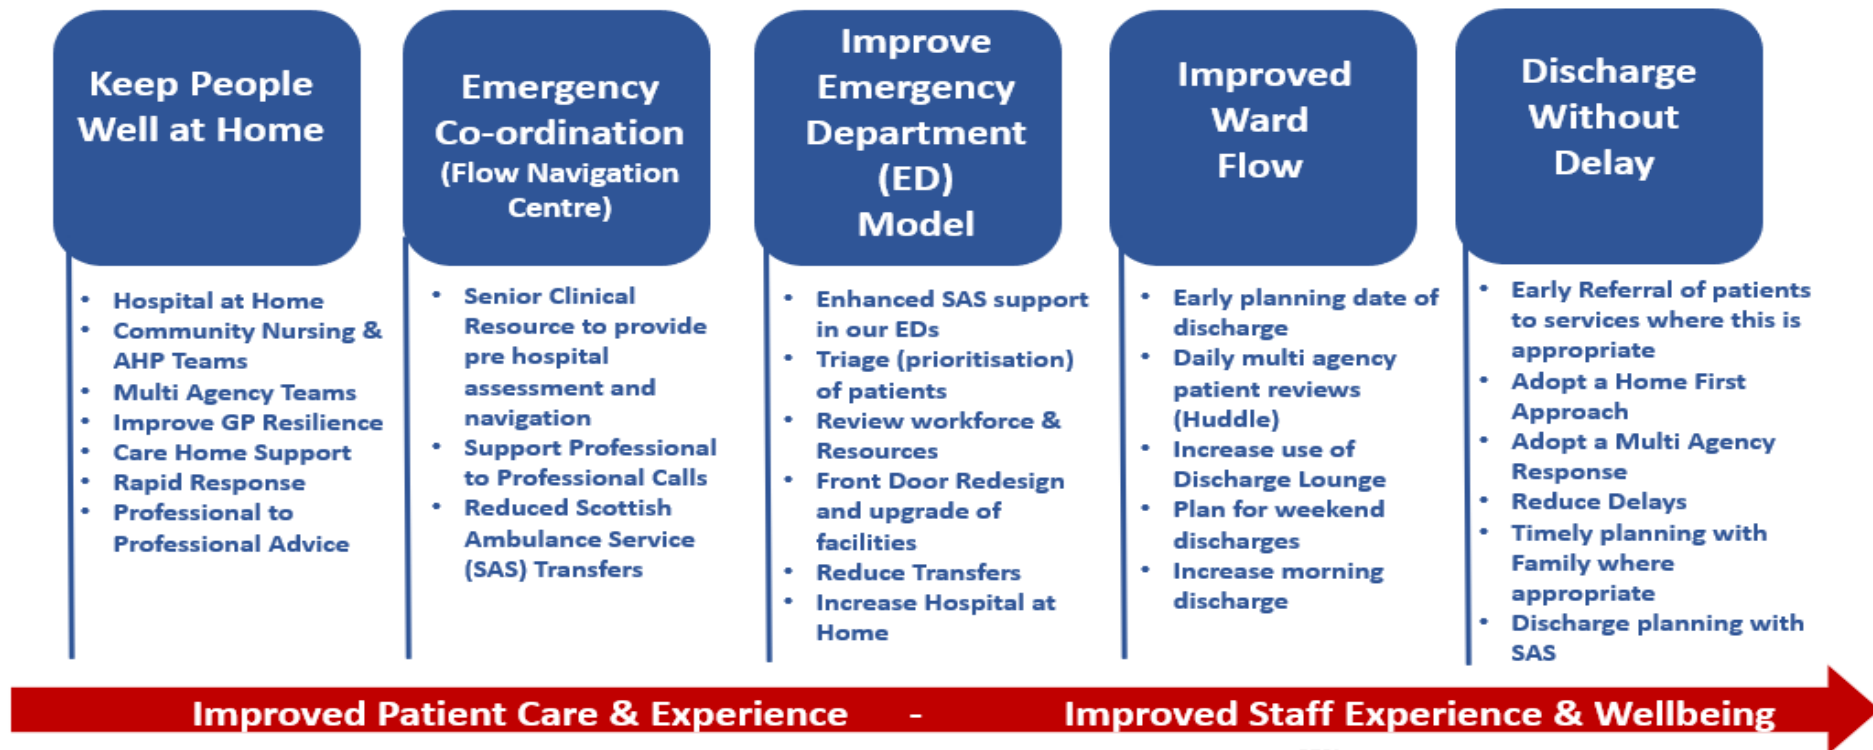 Keep People
Well at Home
• Hospital at Home
• Community Nursing &
AHP Teams
• Multi Agency Teams
• Improve GP Resilience
• Care Home Support
• Rapid Response
• Professional to
Professional Advice
Emergency
Co-ordination
(Flow Navigation
Centre)
• Senior Clinical
Resource to provide
pre hospital
assessment and
navigation
• Support Professional
to Professional Calls
• Reduced Scottish
Ambulance Service
(SAS) Transfers
Improve
Emergency
Department
(ED)
Model
• Enhanced SAS support
in our EDs
• Triage (prioritisation)
of patients
• Review workforce &
Resources
• Front Door Redesign
and upgrade of
facilities
• Reduce Transfers
• Increase Hospital at
Home
Improved
Ward
Flow
• Early planning date of
discharge
• Daily multi agency
patient reviews
(Huddle)
• Increase use of
Discharge Lounge
• Plan for weekend
discharges
• Increase morning
discharge
Discharge
Without
Delay
• Early Referral of patients
to services where this is
appropriate
• Adopt a Home First
Approach
• Adopt a Multi Agency
Response
• Reduce Delays
• Timely planning with
Family where
appropriate
• Discharge planning with
SAS
Improved Patient Care & Experience - Improved Staff Experience & Wellbeing